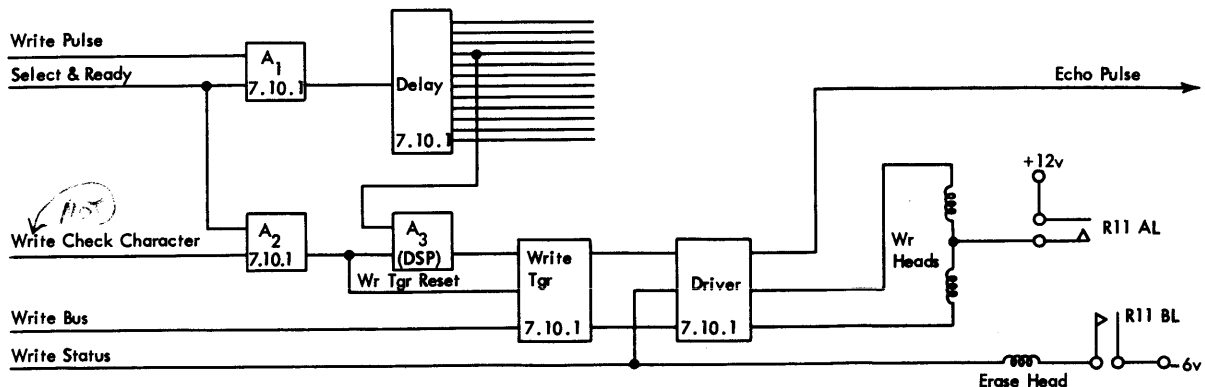 Write Pulse
Select & Ready
A1
7.10.1
Delay
7.10.1
Echo Pulse
+12v
R11 AL
Write Check Character
A2
7.10.1
A3
(DSP)
Wr Tgr Reset
Write
Tgr
7.10.1
Driver
7.10.1
Wr
Heads
Write Bus
Write Status
R11 BL
-6v
Erase Head